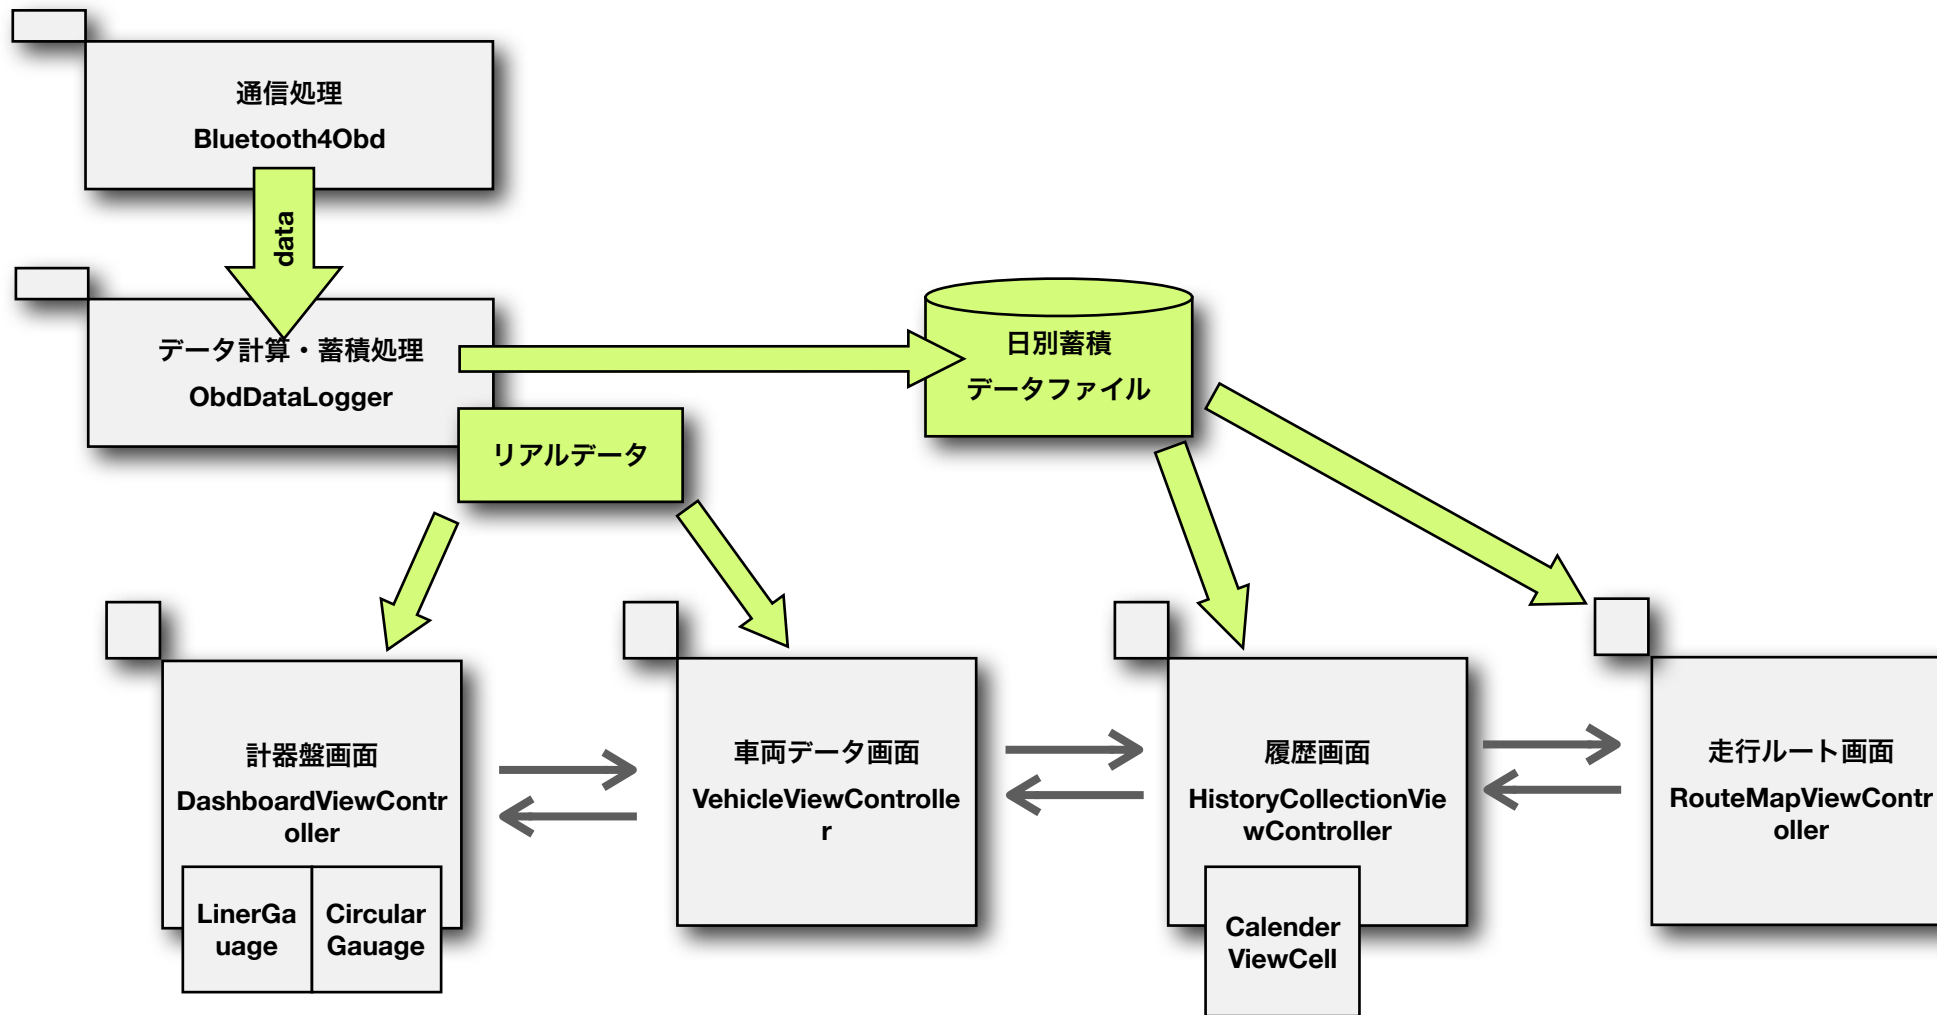 通信処理
Bluetooth4Obd
data
データ計算・蓄積処理
ObdDataLogger
リアルデータ
日別蓄積
データファイル
計器盤画面
DashboardViewContr
oller
LinerGa
uage
Circular
Gauage
車両データ画面
VehicleViewControlle
r
履歴画面
HistoryCollectionVie
wController
Calender
ViewCell
走行ルート画面
RouteMapViewContr
oller